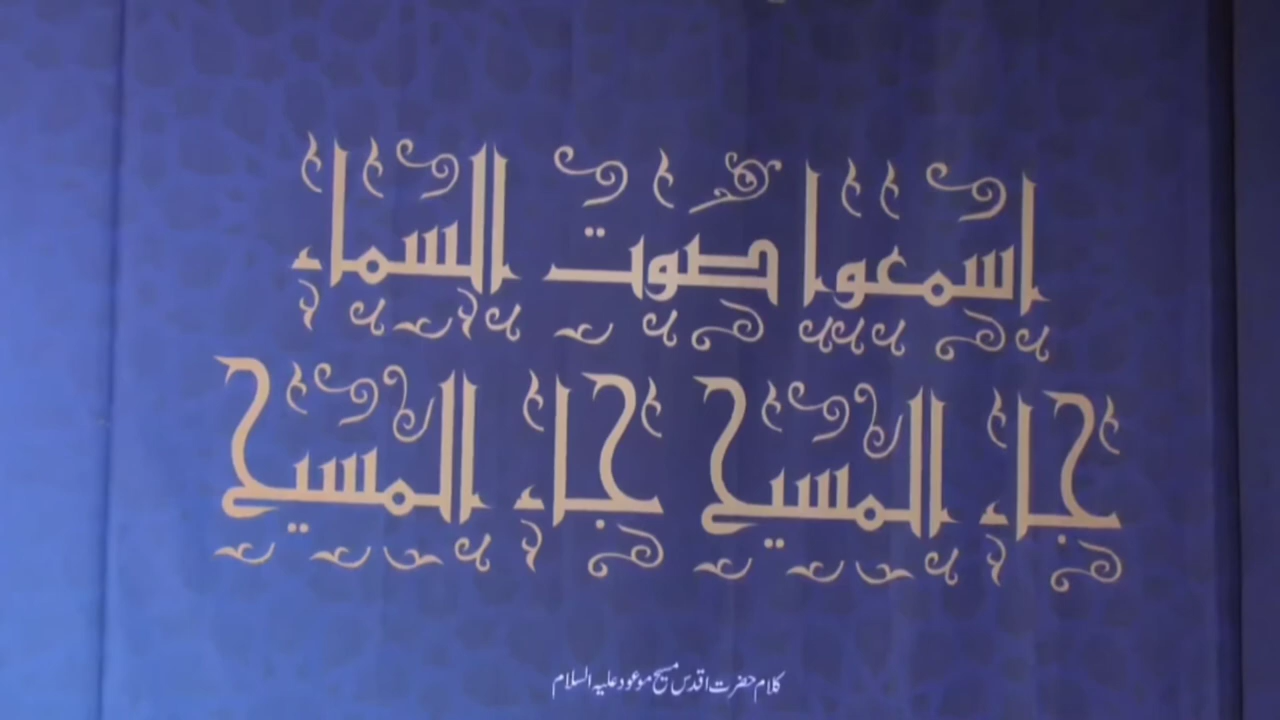 اسمعوا صوت السماء
جاء المسيح جاء المسيح
کلام حضرت اقدس مسیح موعود علیہ السلام